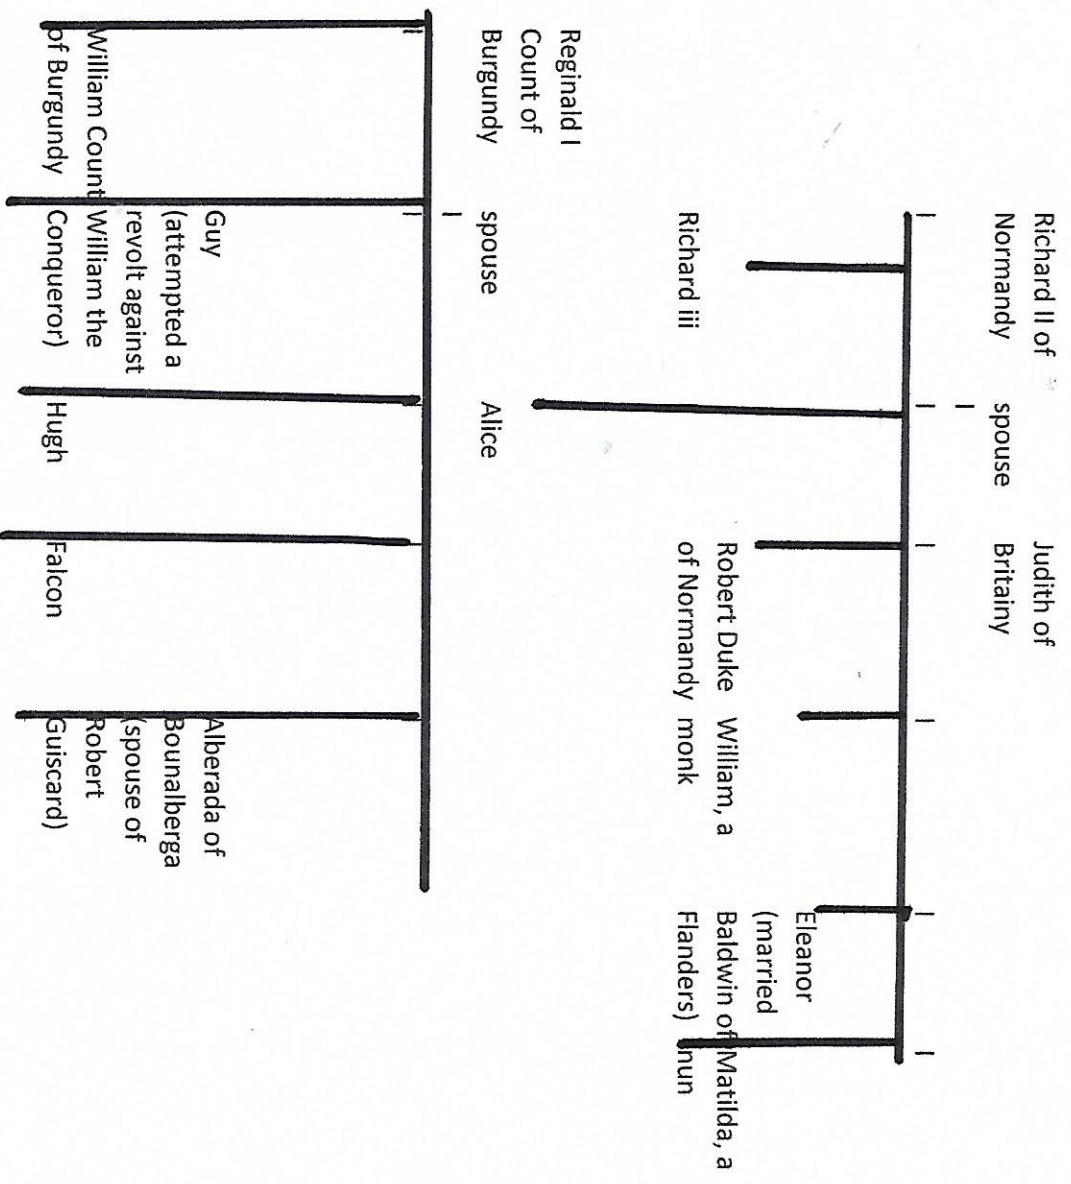 Richard II of
Normandy
spouse
Judith of
Britainy
Richard iii
Robert Duke
of Normandy
William, a
monk
Eleanor
(married
Baldwin of
Flanders)
Matilda, a
nun
Reginald I
Count of
Burgundy
spouse
Alice
William Count
of Burgundy
Guy
(attempted a
revolt against
William the
Conqueror)
Hugh
Falcon
Alberada of
Bounalberga
(spouse of
Robert
Guiscard)